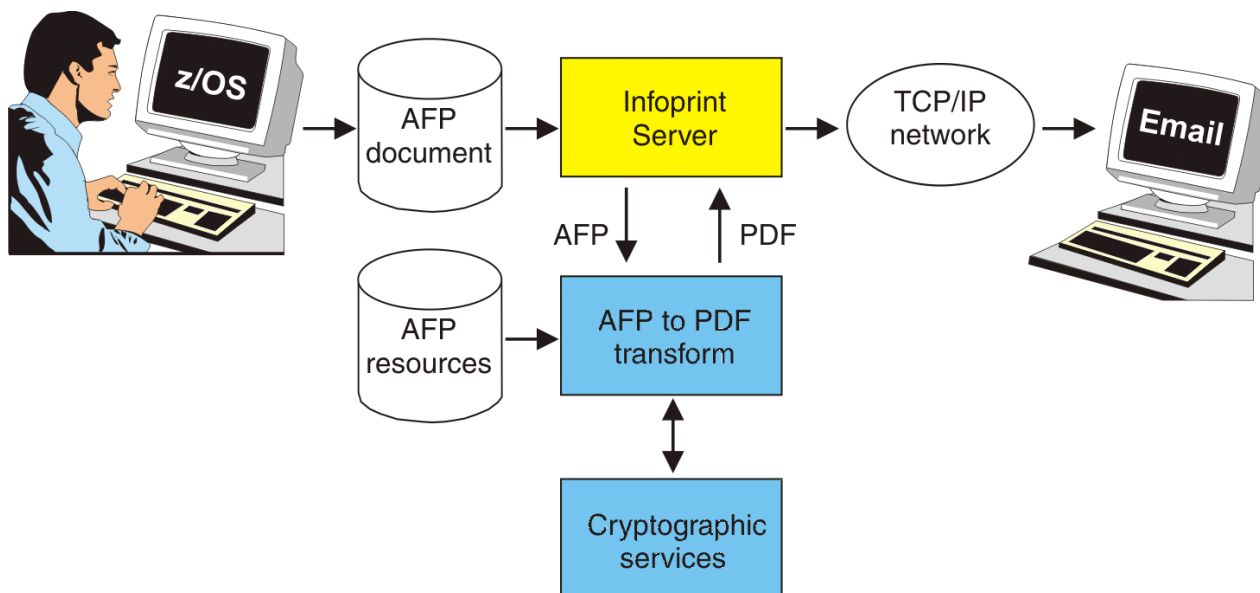 z/OS
AFP
document
Infoprint
Server
TCP/IP
network
Email
AFP
PDF
AFP
resources
AFP to PDF
transform
Cryptographic
services